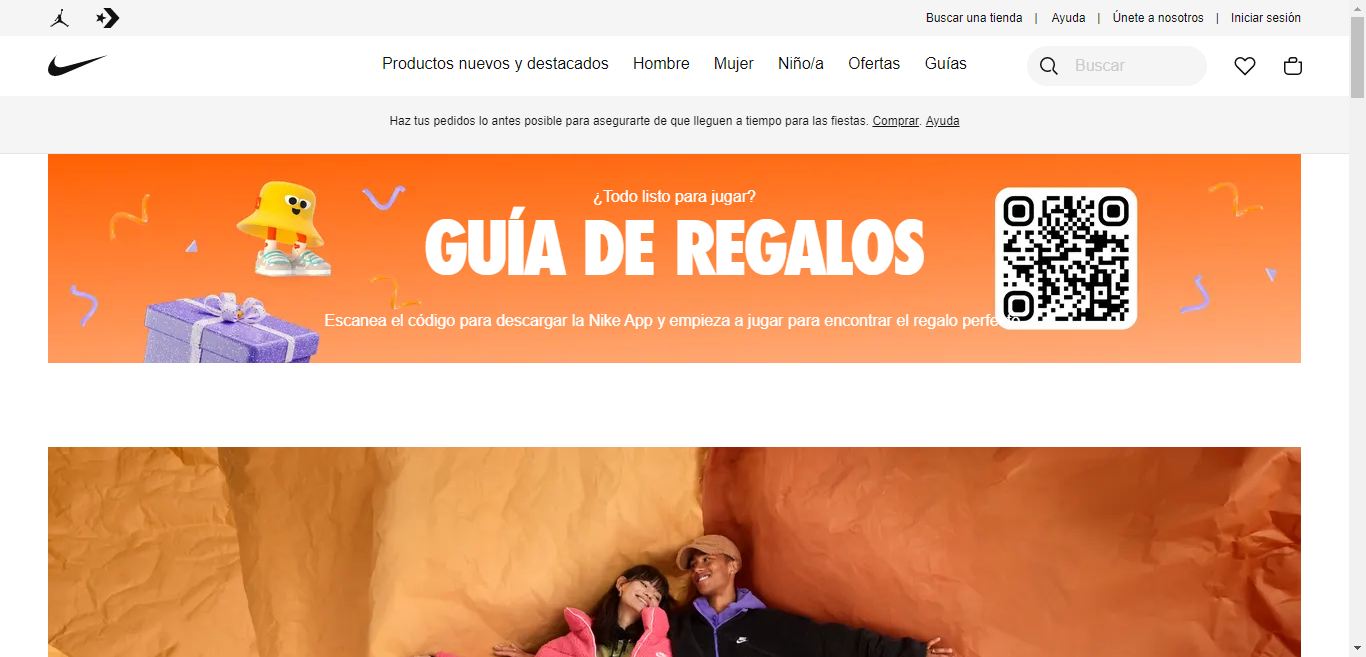 Buscar una tienda | Ayuda | Únete a nosotros | Iniciar sesión
Productos nuevos y destacados Hombre Mujer Niño/a Ofertas Guías Buscar
Haz tus pedidos lo antes posible para asegurarte de que lleguen a tiempo para las fiestas. Comprar. Ayuda
¿Todo listo para jugar?
GUÍA DE REGALOS
Escanea el código para descargar la Nike App y empieza a jugar para encontrar el regalo perfecto